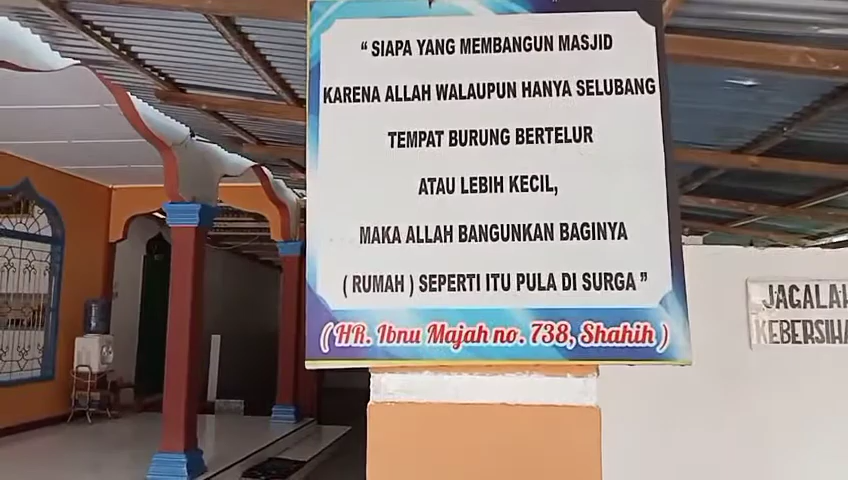 " SIAPA YANG MEMBANGUN MASJID
KARENA ALLAH WALAUPUN HANYA SELUBANG
TEMPAT BURUNG BERTELUR
ATAU LEBIH KECIL,
MAKA ALLAH BANGUNKAN BAGINYA
( RUMAH ) SEPERTI ITU PULA DI SURGA "
( HR. Ibnu Majah no. 738, Shahih )
JAGALAH
KEBERSIHA